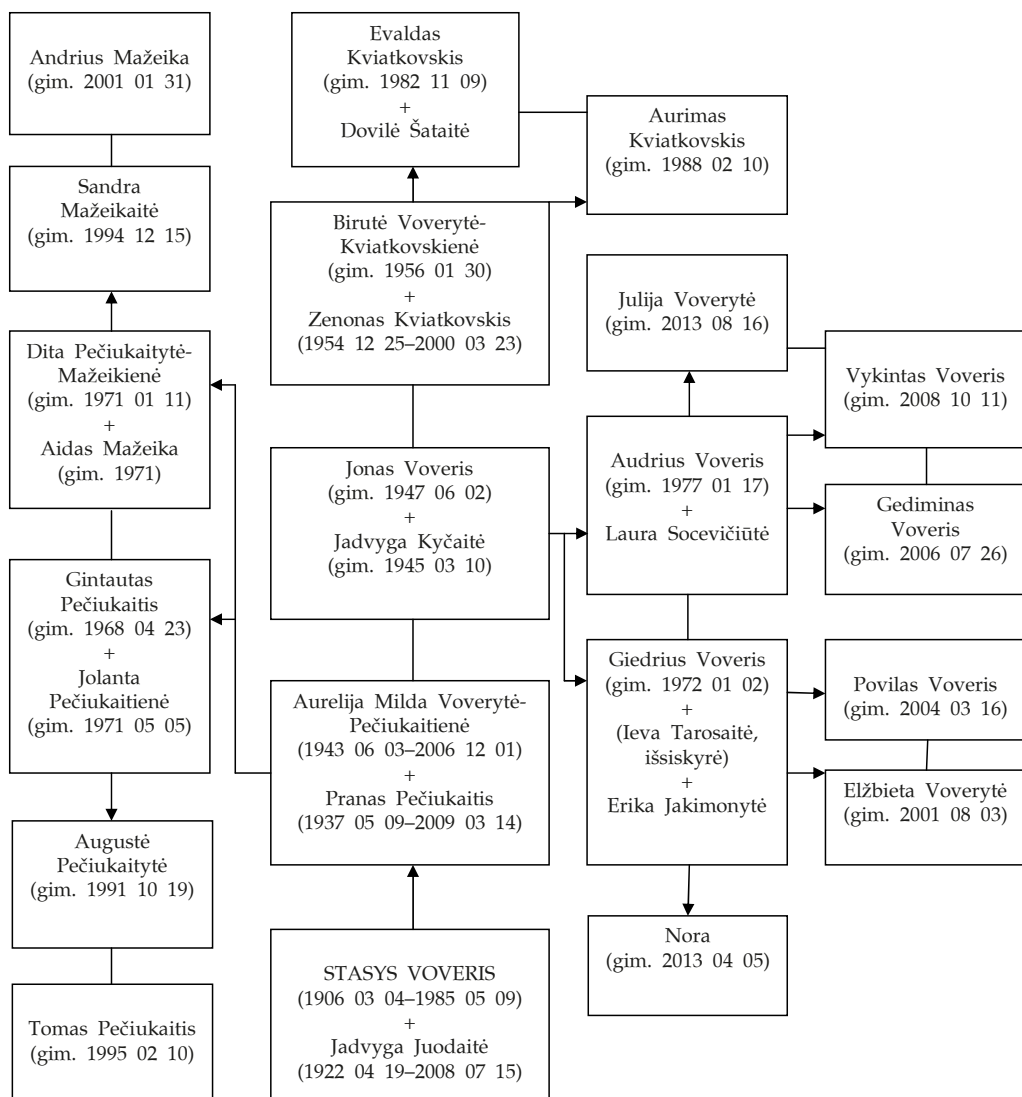 Andrius Mažeika
(gim. 2001 01 31)
Sandra
Mažeikaitė
(gim. 1994 12 15)
Dita Pečiukaitytė-
Mažeikienė
(gim. 1971 01 11)
+
Aidas Mažeika
(gim. 1971)
Gintautas
Pečiukaitis
(gim. 1968 04 23)
+
Jolanta
Pečiukaitienė
(gim. 1971 05 05)
Augustė
Pečiukaitytė
(gim. 1991 10 19)
Tomas Pečiukaitis
(gim. 1995 02 10)
Evaldas
Kviatkovskis
(gim. 1982 11 09)
+
Dovilė Šataitė
Birutė Voverytė-
Kviatkovskienė
(gim. 1956 01 30)
+
Zenonas Kviatkovskis
(1954 12 25–2000 03 23)
Jonas Voveris
(gim. 1947 06 02)
+
Jadvyga Kyčaitė
(gim. 1945 03 10)
Aurelija Milda Voverytė-
Pečiukaitienė
(1943 06 03–2006 12 01)
+
Pranas Pečiukaitis
(1937 05 09–2009 03 14)
STASYS VOVERIS
(1906 03 04–1985 05 09)
+
Jadvyga Juodaitė
(1922 04 19–2008 07 15)
Aurimas
Kviatkovskis
(gim. 1988 02 10)
Julija Voverytė
(gim. 2013 08 16)
Audrius Voveris
(gim. 1977 01 17)
+
Laura Socevičiūtė
Giedrius Voveris
(gim. 1972 01 02)
+
(Ieva Tarosaitė,
išsiskyrė)
+
Erika Jakimonytė
Nora
(gim. 2013 04 05)
Vykintas Voveris
(gim. 2008 10 11)
Gediminas
Voveris
(gim. 2006 07 26)
Povilas Voveris
(gim. 2004 03 16)
Elžbieta Voverytė
(gim. 2001 08 03)